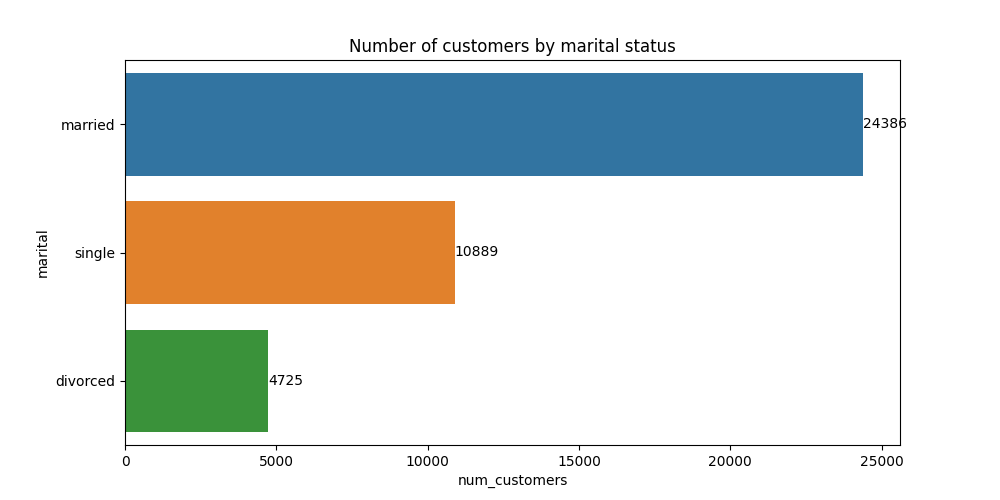 Number of customers by marital status
married
24386
single
10889
divorced
4725
marital
0 5000 10000 15000 20000 25000
num_customers